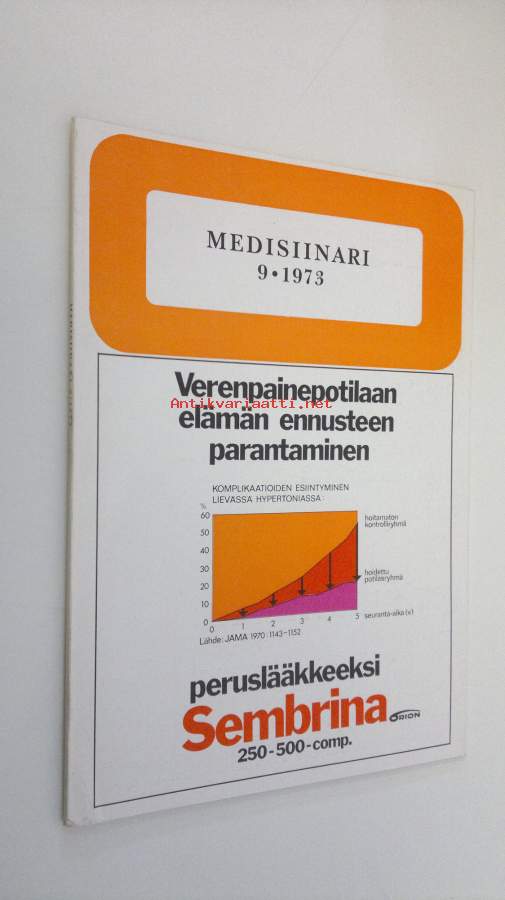 MEDISIINARI
9•1973
Verenpainepotilaan
Antikvariaatti.net
elämän ennusteen
parantaminen
KOMPLIKAATIOIDEN ESIINTYMINEN
LIEVASSA HYPERTONIASSA:
%
60
50
40
30
20
10
0
hoitamaton
kontrolliryhmä
hoidettu
potilasryhmä
0 1 2 3 4 5 seuranta-aika (v)
Lähde: JAMA 1970: 1143-1152
peruslääkkeeksi
Sembrina
ORION
250-500-comp.